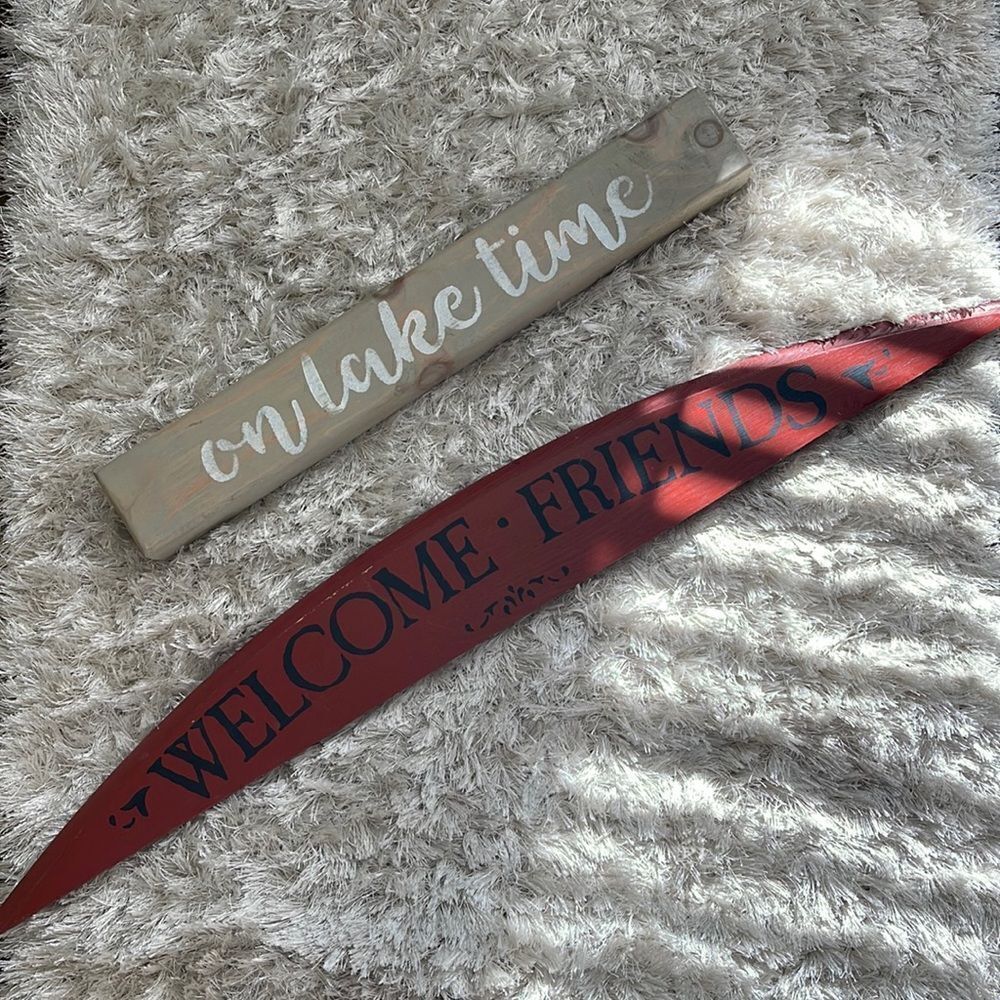 on lake time
WELCOME · FRIENDS